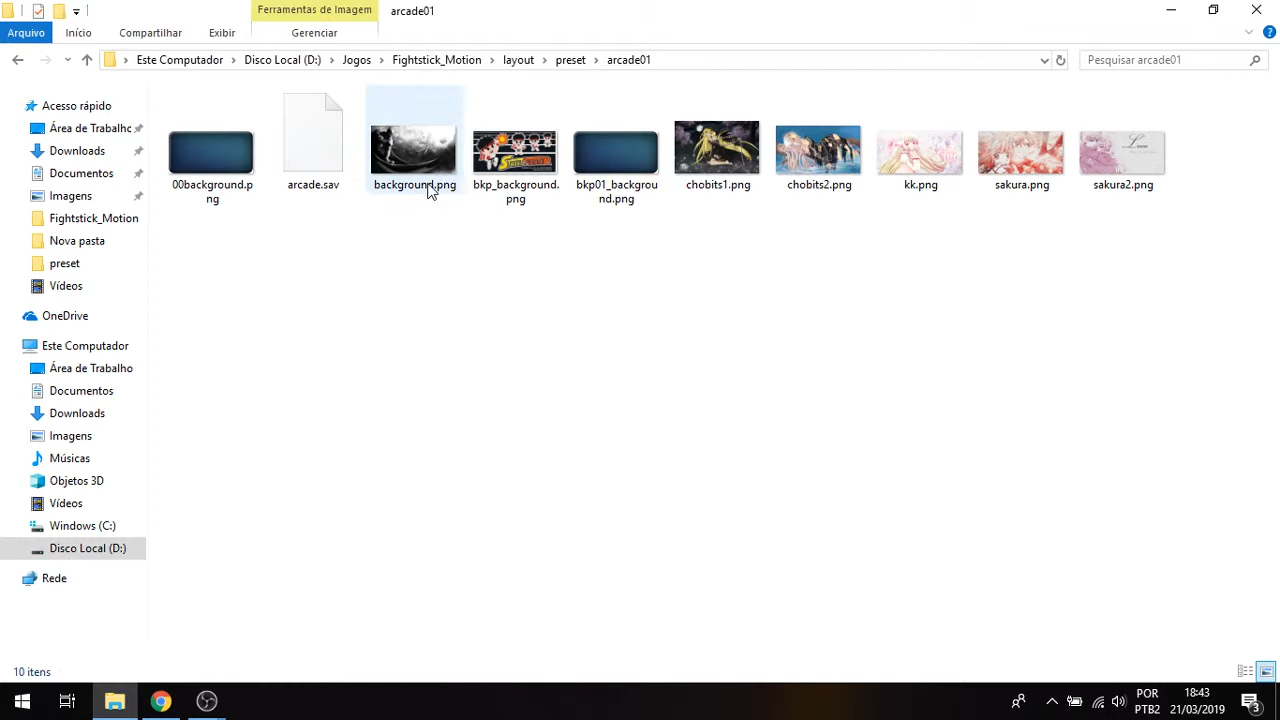 Ferramentas de Imagem
arcade01
Arquivo
Início
Compartilhar
Exibir
Gerenciar
Este Computador
Disco Local (D:)
Jogos
Fightstick_Motion
layout
preset
arcade01
Pesquisar arcade01
Acesso rápido
Área de Trabalho
Downloads
Documentos
Imagens
Fightstick_Motion
Nova pasta
preset
Vídeos
OneDrive
Este Computador
Área de Trabalho
Documentos
Downloads
Imagens
Músicas
Objetos 3D
Vídeos
Windows (C:)
Disco Local (D:)
Rede
00background.p
ng
arcade.sav
background.png
bkp_background.
png
bkp01_backgrou
nd.png
chobits1.png
chobits2.png
kk.png
sakura.png
sakura2.png
10 itens
POR
PTB2
18:43
21/03/2019
3